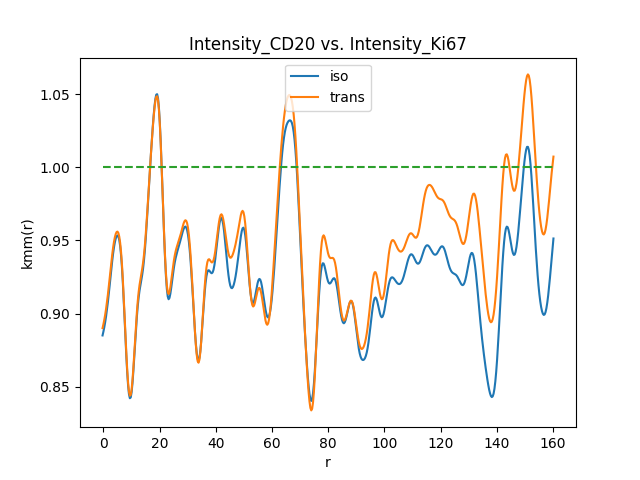 Intensity_CD20 vs. Intensity_Ki67
iso
trans
kmm(r)
1.05
1.00
0.95
0.90
0.85
0 20 40 60 80 100 120 140 160
r